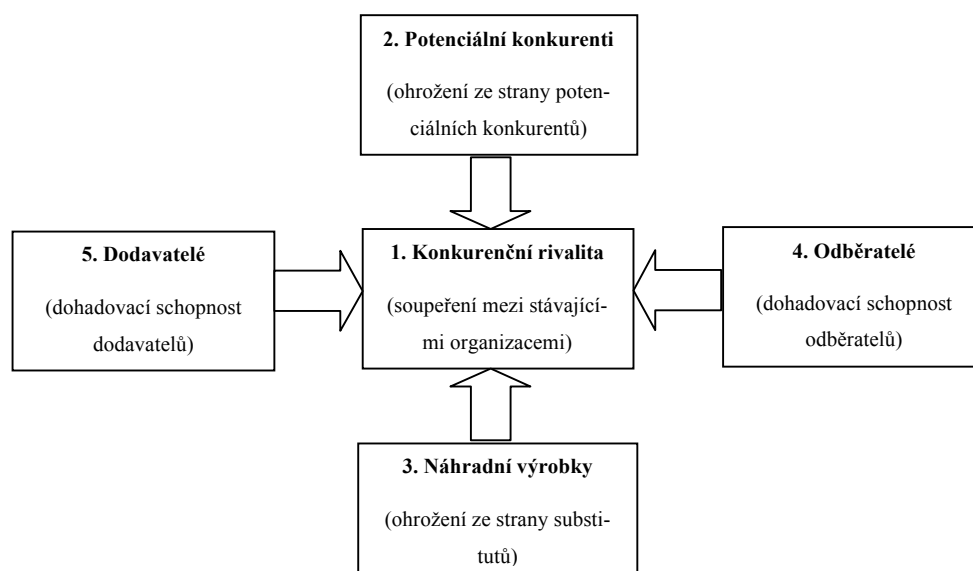 2. Potenciální konkurenti
(ohrožení ze strany poten-
ciálních konkurentů)
5. Dodavatelé
(dohadovací schopnost
dodavatelů)
1. Konkurenční rivalita
(soupeření mezi stávající-
mi organizacemi)
4. Odběratelé
(dohadovací schopnost
odběratelů)
3. Náhradní výrobky
(ohrožení ze strany substi-
tutů)